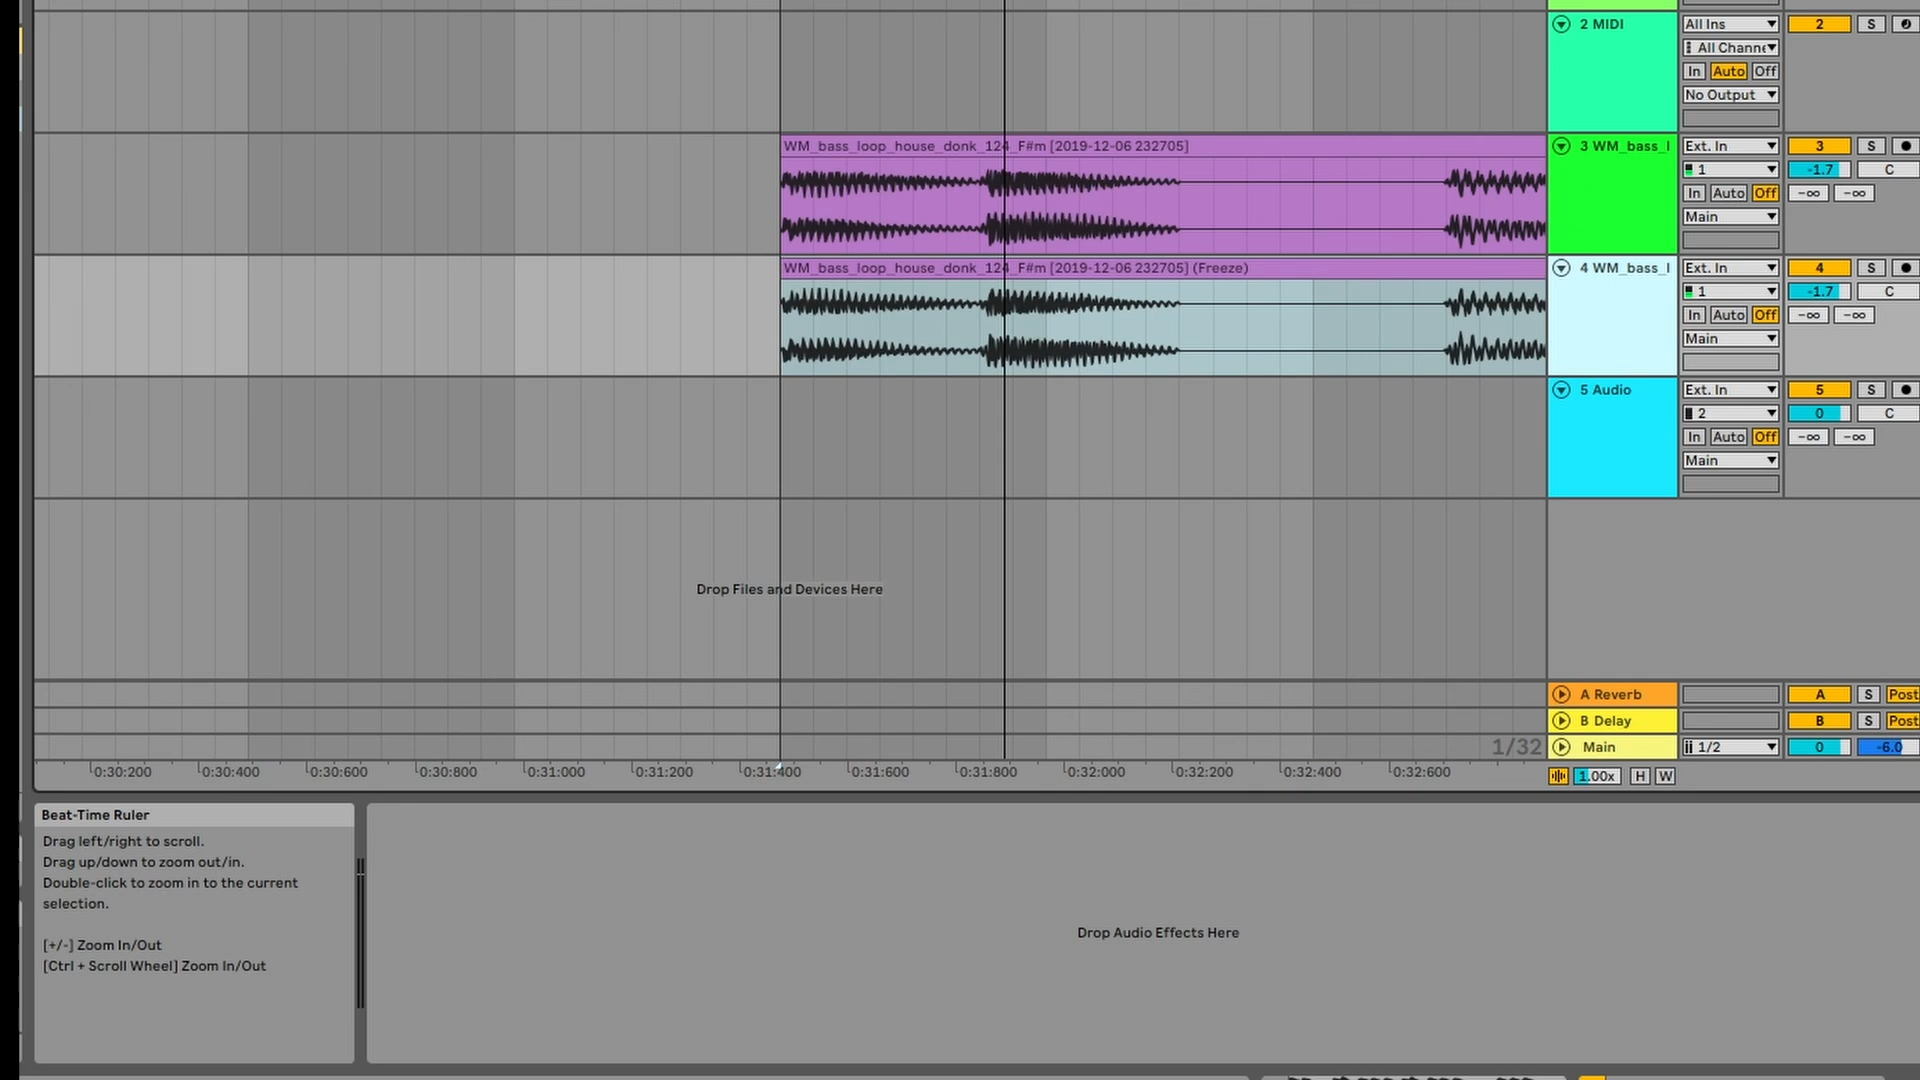 2 MIDI
All Ins
2
S
All Channe
In Auto Off
No Output
WM_bass_loop_house_donk_124_F#m [2019-12-06 232705]
3 WM_bass_l
Ext. In
3
S
1
-1.7
C
In Auto Off
-∞ -∞
Main
WM_bass_loop_house_donk_124_F#m [2019-12-06 232705] (Freeze)
4 WM_bass_l
Ext. In
4
S
1
-1.7
C
In Auto Off
-∞ -∞
Main
5 Audio
Ext. In
5
S
2
0
C
In Auto Off
-∞ -∞
Main
Drop Files and Devices Here
A Reverb
A
S
Post
B Delay
B
S
Post
1/32
Main
1/2
0
-6.0
0:30:200 0:30:400 0:30:600 0:30:800 0:31:000 0:31:200 0:31:400 0:31:600 0:31:800 0:32:000 0:32:200 0:32:400 0:32:600
1.00x
H
W
Beat-Time Ruler
Drag left/right to scroll.
Drag up/down to zoom out/in.
Double-click to zoom in to the current
selection.
[+/-] Zoom In/Out
[Ctrl + Scroll Wheel] Zoom In/Out
Drop Audio Effects Here